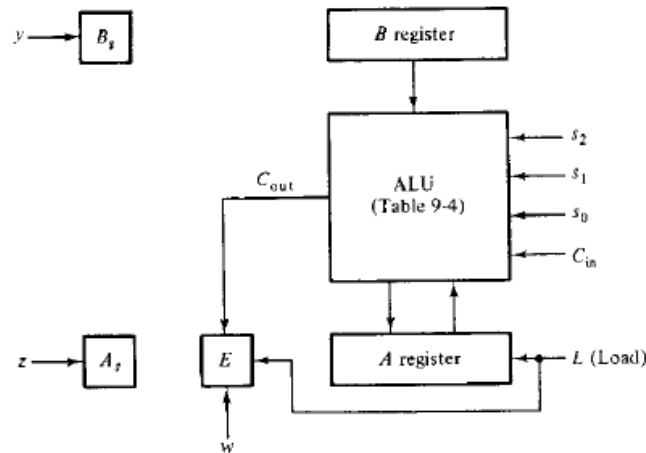 y
B_s
B register
s_2
s_1
s_0
C_in
ALU
(Table 9-4)
C_out
z
A_s
E
A register
L (Load)
w